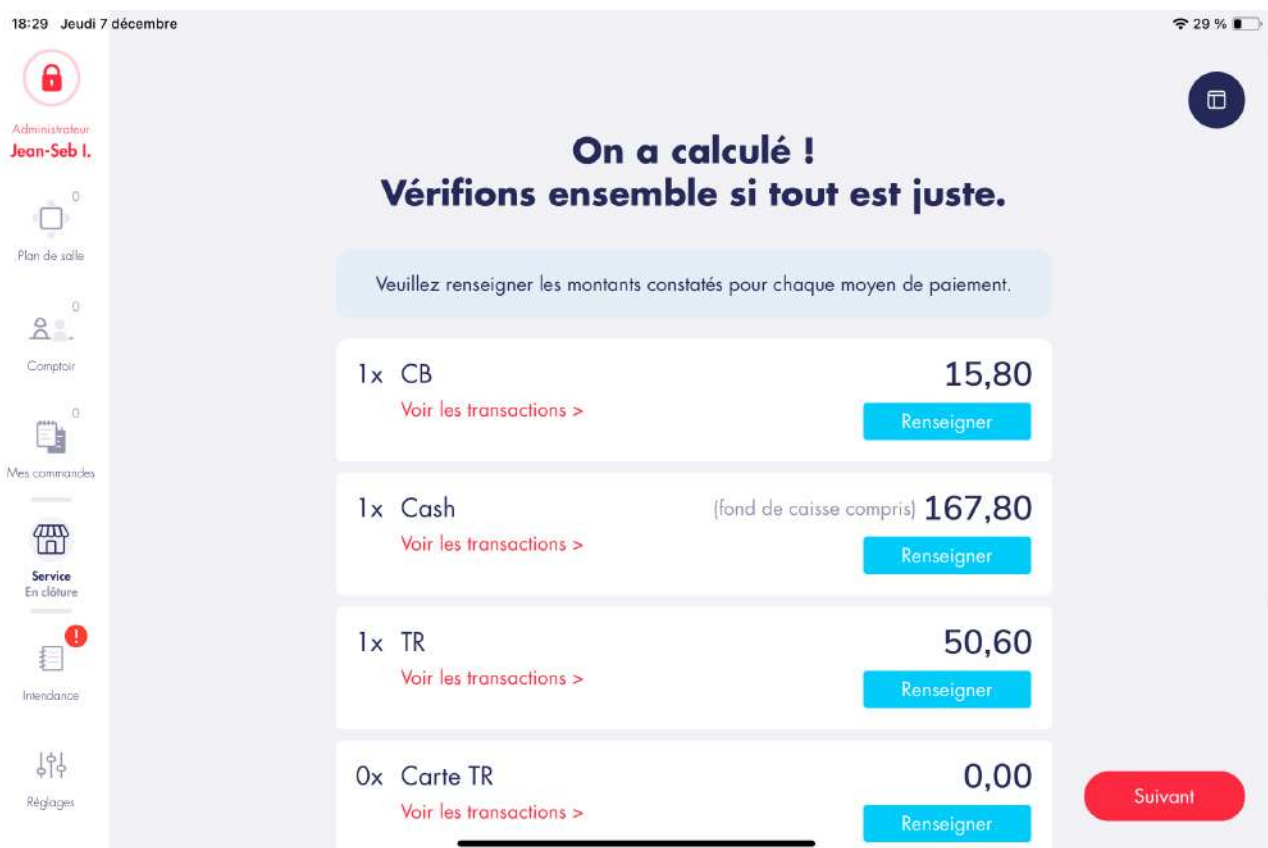 18:29 Jeudi 7 décembre
29 %
Administrateur
Jean-Seb I.
0
Plan de salle
0
Comptoir
0
Mes commandes
Service
En clôture
!
Intendance
Réglages
On a calculé !
Vérifions ensemble si tout est juste.
Veuillez renseigner les montants constatés pour chaque moyen de paiement.
1x CB 15,80
Voir les transactions >
Renseigner
1x Cash (fond de caisse compris) 167,80
Voir les transactions >
Renseigner
1x TR 50,60
Voir les transactions >
Renseigner
0x Carte TR 0,00
Voir les transactions >
Renseigner
Suivant